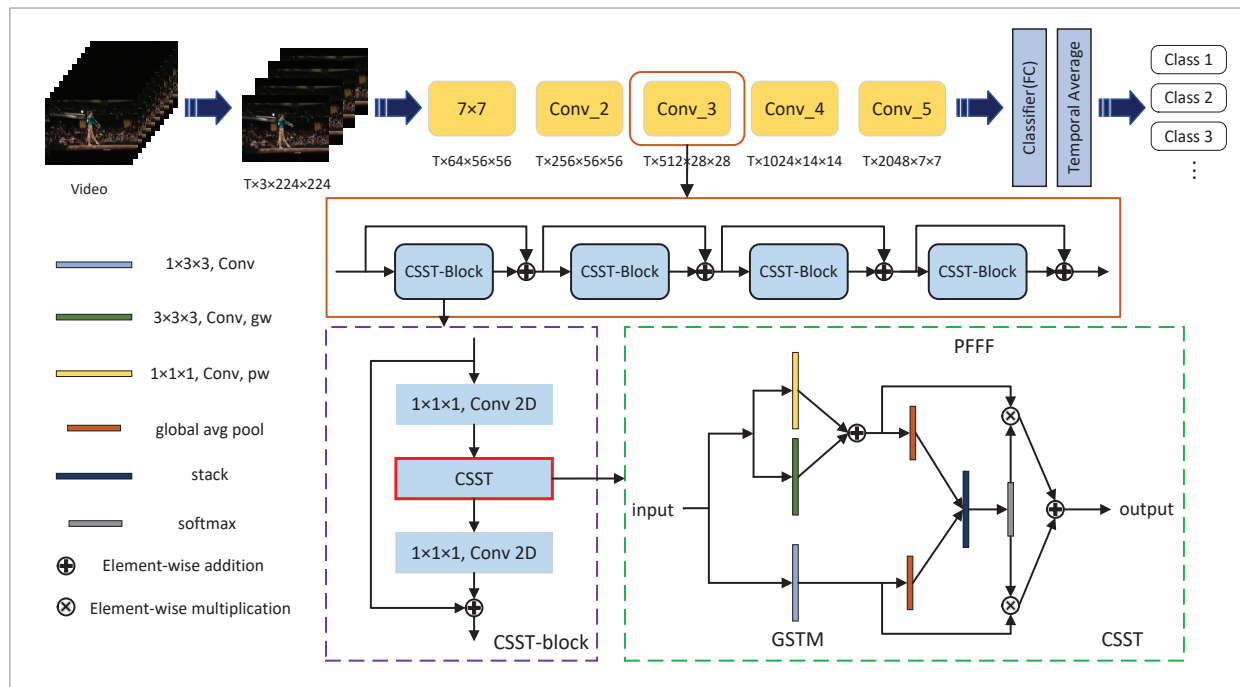 Video
T×3×224×224
7×7
Conv_2
Conv_3
Conv_4
Conv_5
T×64×56×56
T×256×56×56
T×512×28×28
T×1024×14×14
T×2048×7×7
Classifier(FC)
Temporal Average
Class 1
Class 2
Class 3
⋮
CSST-Block
CSST-Block
CSST-Block
CSST-Block
1×3×3, Conv
3×3×3, Conv, gw
1×1×1, Conv, pw
global avg pool
stack
softmax
Element-wise addition
Element-wise multiplication
1×1×1, Conv 2D
CSST
1×1×1, Conv 2D
CSST-block
PFFF
input
output
GSTM
CSST